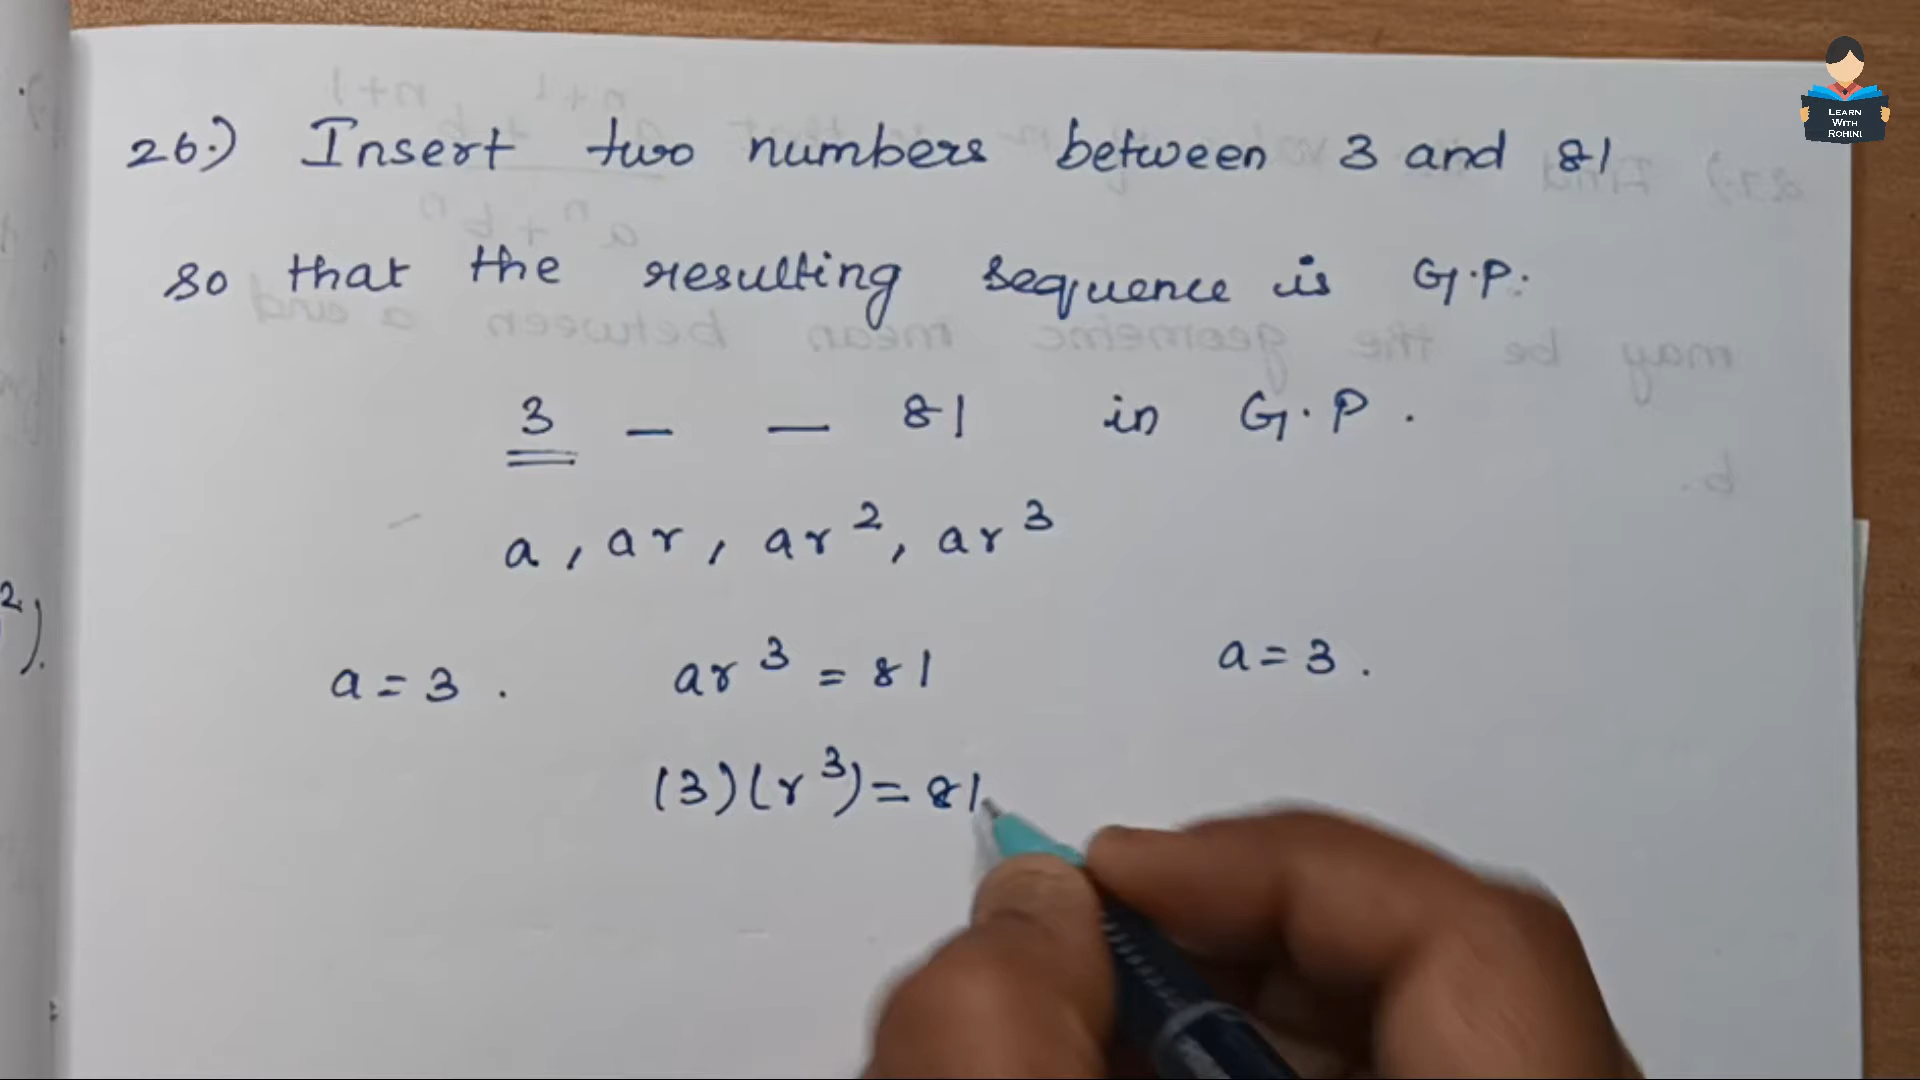 LEARN
WITH
ROHINI
26.) Insert two numbers between 3 and 81
so that the resulting sequence is G.P.
3 _ _ 81 in G.P.
a, ar, ar², ar³
a = 3 . ar³ = 81 a = 3 .
(3)(r³) = 81
2).